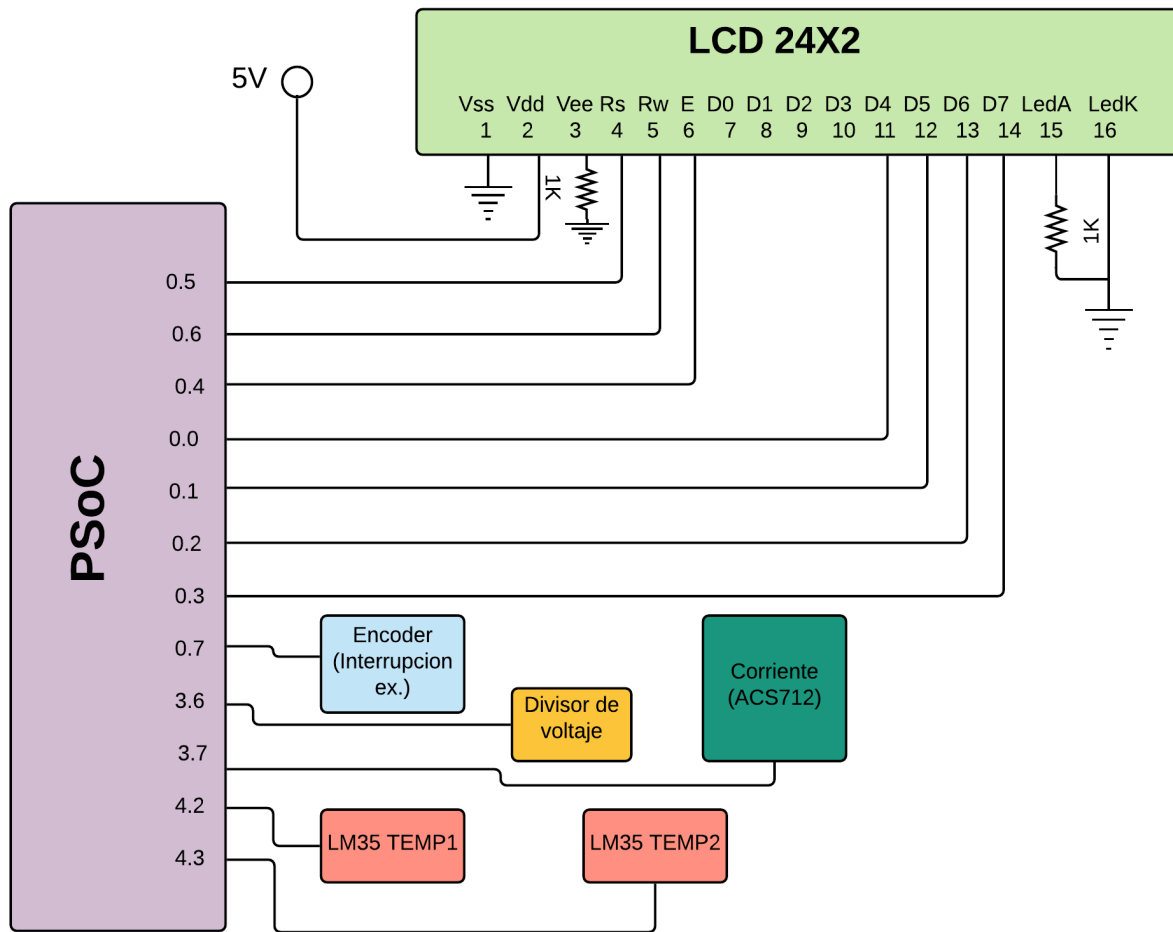 LCD 24X2
5V
Vss Vdd Vee Rs Rw E D0 D1 D2 D3 D4 D5 D6 D7 LedA LedK
1 2 3 4 5 6 7 8 9 10 11 12 13 14 15 16
1K
1K
PSoC
0.5
0.6
0.4
0.0
0.1
0.2
0.3
0.7
3.6
3.7
4.2
4.3
Encoder
(Interrupcion
ex.)
Divisor de
voltaje
Corriente
(ACS712)
LM35 TEMP1
LM35 TEMP2